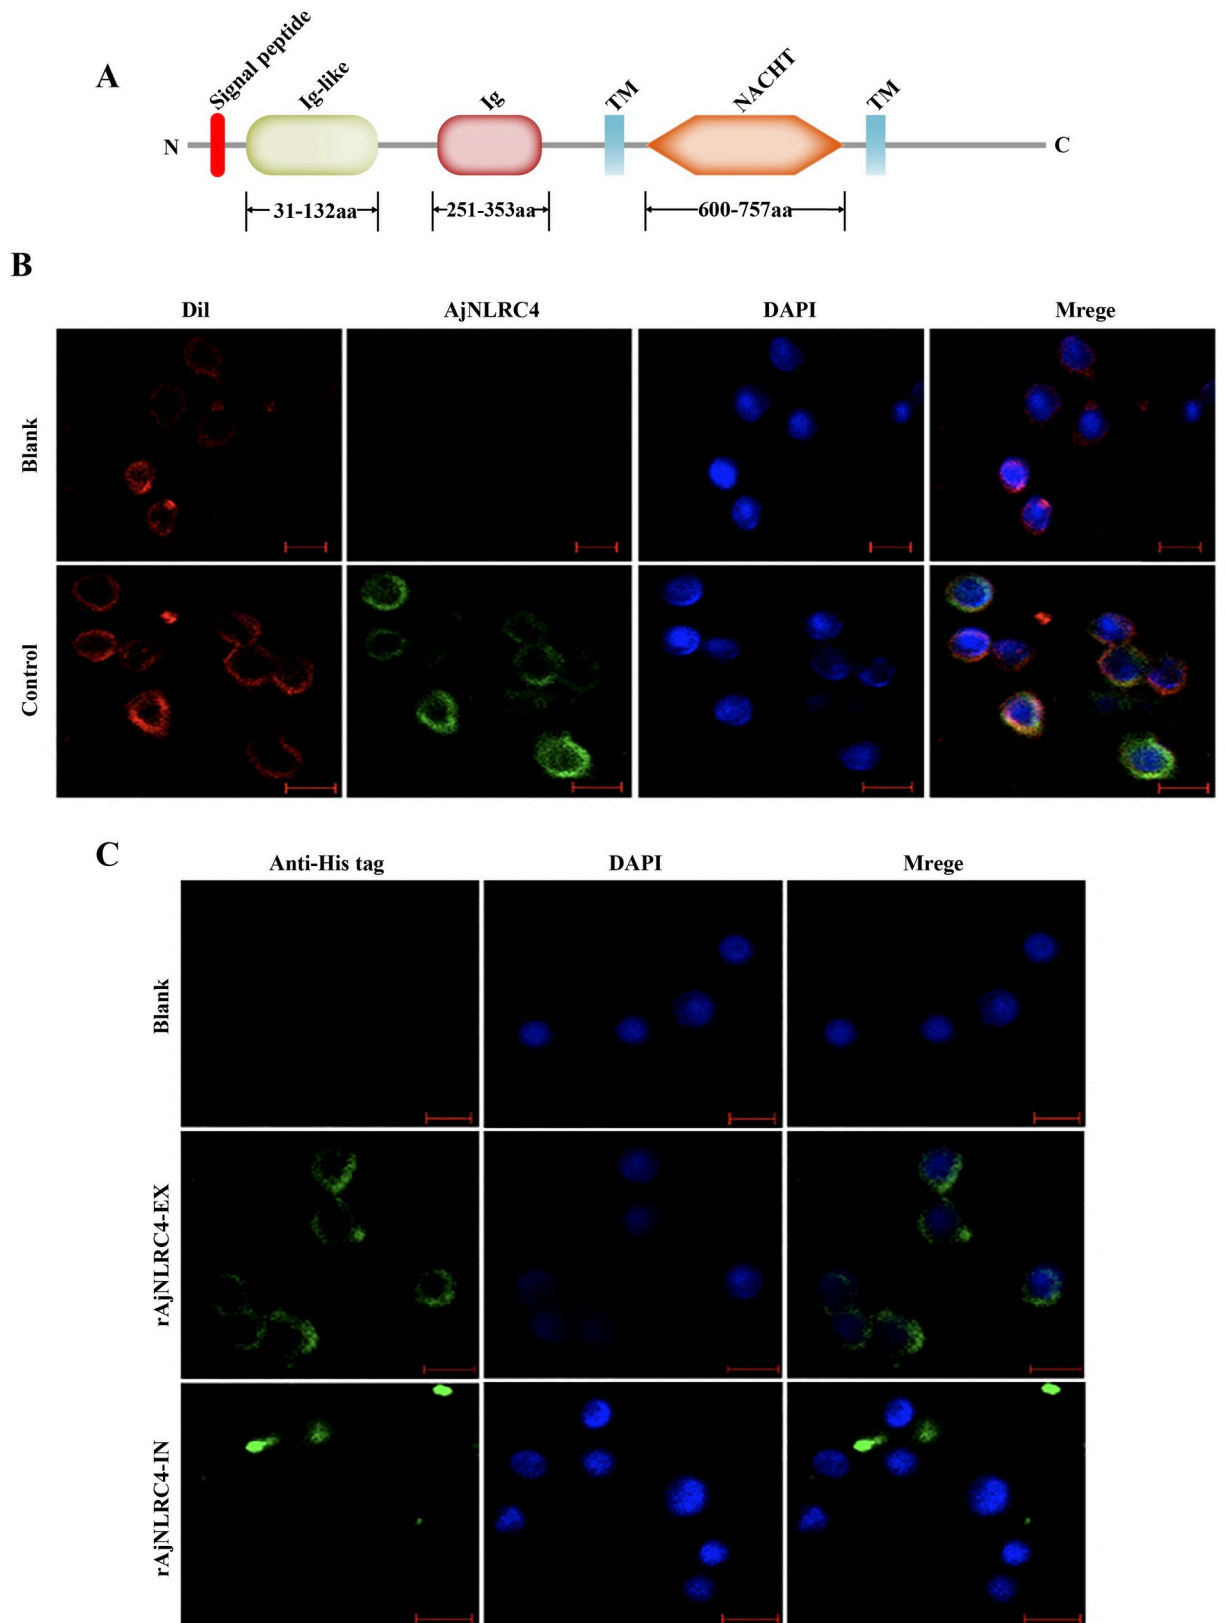 A
Signal peptide
Ig-like
Ig
TM
NACHT
TM
N
C
31-132aa
251-353aa
600-757aa
B
Dil
AjNLRC4
DAPI
Mrege
Blank
Control
C
Anti-His tag
DAPI
Mrege
Blank
rAjNLRC4-EX
rAjNLRC4-IN